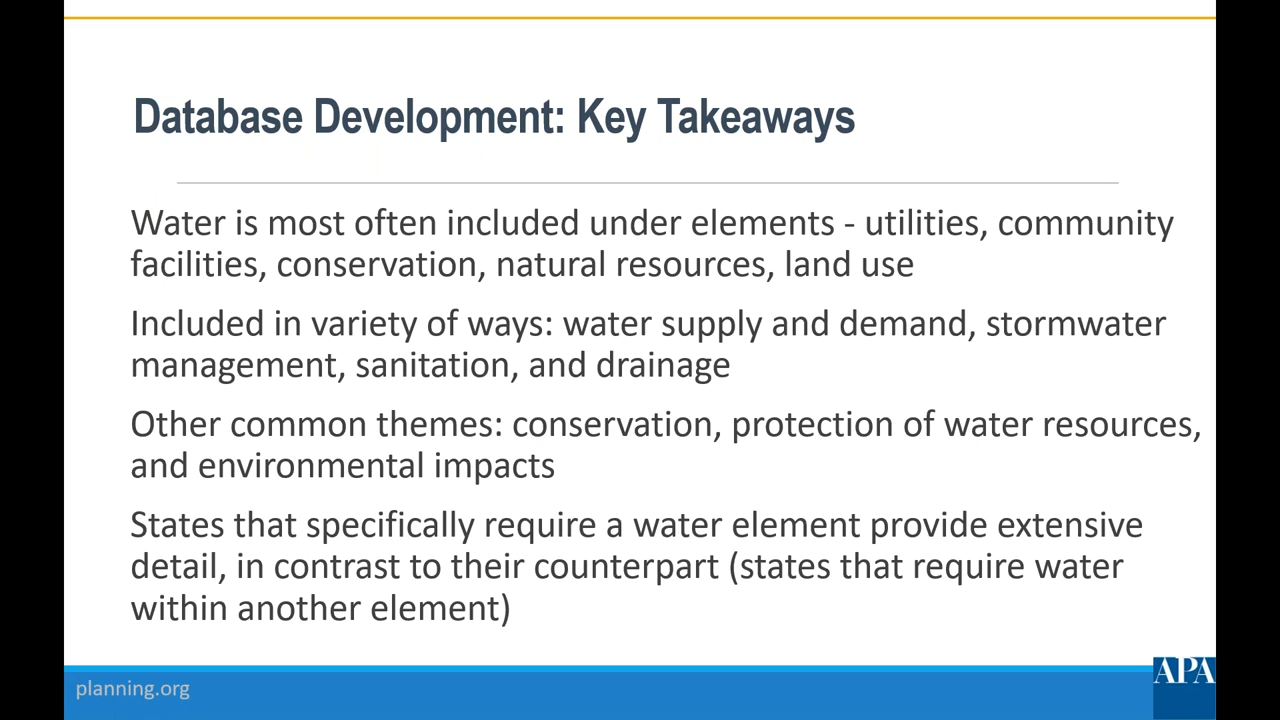 Database Development: Key Takeaways
Water is most often included under elements - utilities, community
facilities, conservation, natural resources, land use
Included in variety of ways: water supply and demand, stormwater
management, sanitation, and drainage
Other common themes: conservation, protection of water resources,
and environmental impacts
States that specifically require a water element provide extensive
detail, in contrast to their counterpart (states that require water
within another element)
planning.org
APA